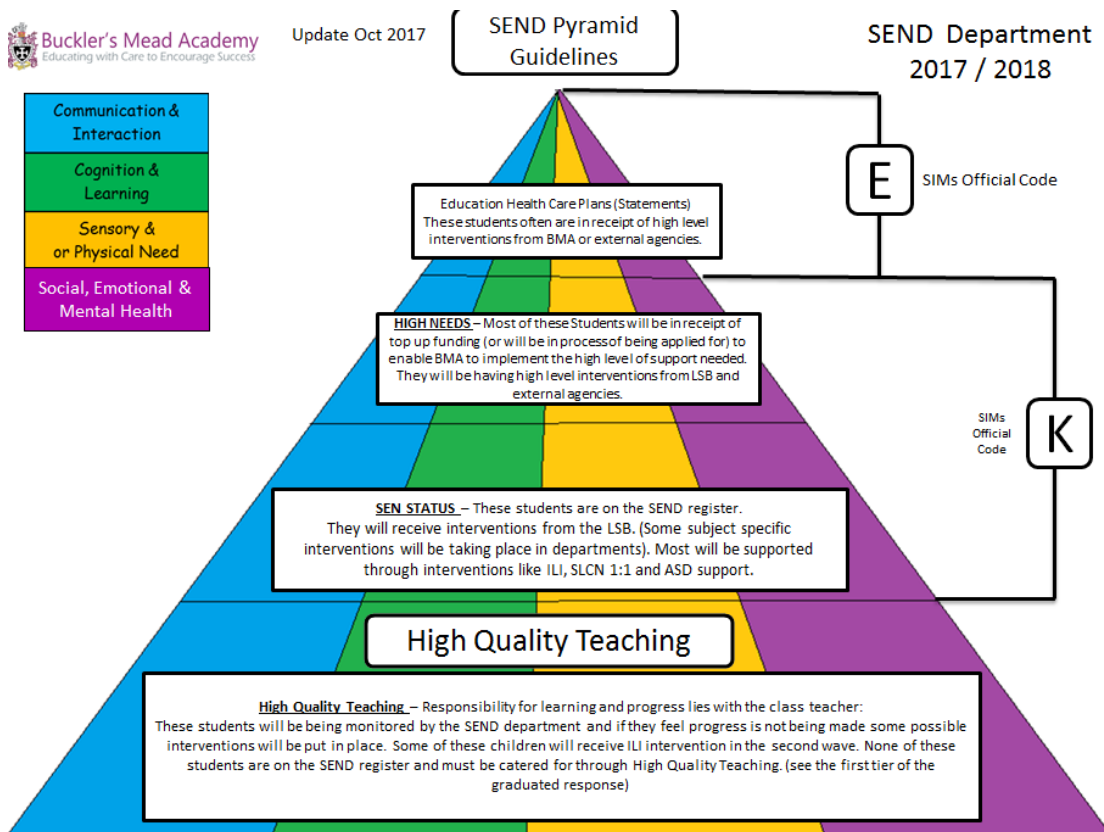 Buckler's Mead Academy
Educating with Care to Encourage Success
Update Oct 2017
SEND Pyramid
Guidelines
SEND Department
2017 / 2018
Communication &
Interaction
Cognition &
Learning
Sensory &
or Physical Need
Social, Emotional &
Mental Health
E
SIMs Official Code
Education Health Care Plans (Statements)
These students often are in receipt of high level
interventions from BMA or external agencies.
HIGH NEEDS – Most of these Students will be in receipt of
top up funding (or will be in process of being applied for) to
enable BMA to implement the high level of support needed.
They will be having high level interventions from LSB and
external agencies.
SIMs
Official
Code
K
SEN STATUS – These students are on the SEND register.
They will receive interventions from the LSB. (Some subject specific
interventions will be taking place in departments). Most will be supported
through interventions like ILI, SLCN 1:1 and ASD support.
High Quality Teaching
High Quality Teaching – Responsibility for learning and progress lies with the class teacher:
These students will be being monitored by the SEND department and if they feel progress is not being made some possible
interventions will be put in place. Some of these children will receive ILI intervention in the second wave. None of these
students are on the SEND register and must be catered for through High Quality Teaching. (see the first tier of the
graduated response)